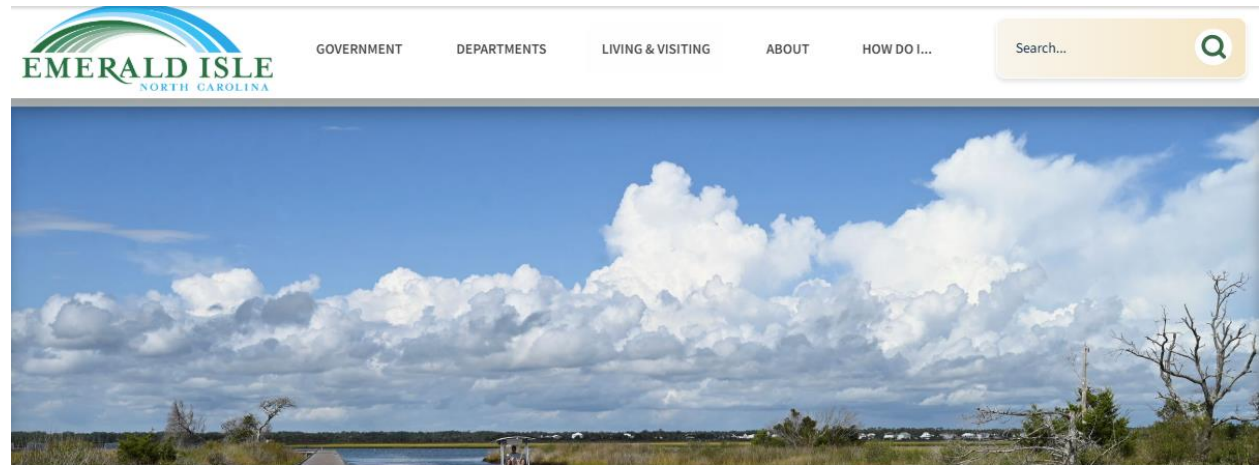 EMERALD ISLE
NORTH CAROLINA
GOVERNMENT
DEPARTMENTS
LIVING & VISITING
ABOUT
HOW DO I...
Search...